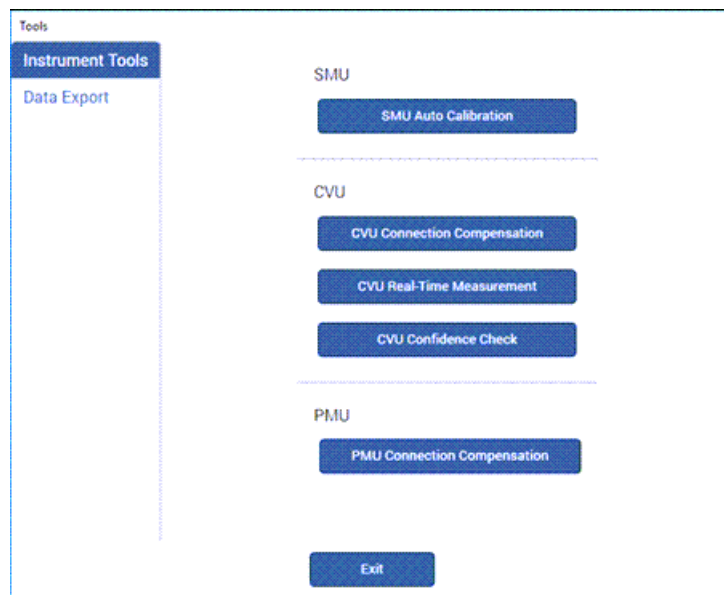 Tools
Instrument Tools
Data Export
SMU
SMU Auto Calibration
CVU
CVU Connection Compensation
CVU Real-Time Measurement
CVU Confidence Check
PMU
PMU Connection Compensation
Exit